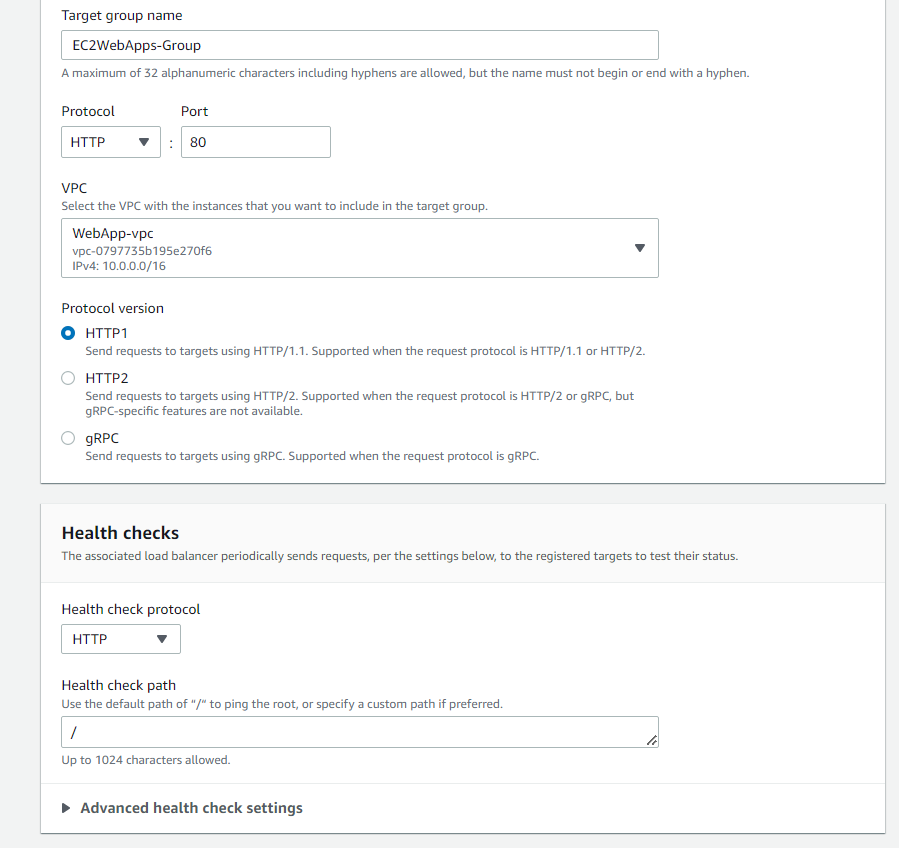 Target group name
EC2WebApps-Group
A maximum of 32 alphanumeric characters including hyphens are allowed, but the name must not begin or end with a hyphen.
Protocol Port
HTTP : 80
VPC
Select the VPC with the instances that you want to include in the target group.
WebApp-vpc
vpc-0797735b195e270f6
IPv4: 10.0.0.0/16
Protocol version
HTTP1
Send requests to targets using HTTP/1.1. Supported when the request protocol is HTTP/1.1 or HTTP/2.
HTTP2
Send requests to targets using HTTP/2. Supported when the request protocol is HTTP/2 or gRPC, but
gRPC-specific features are not available.
gRPC
Send requests to targets using gRPC. Supported when the request protocol is gRPC.
Health checks
The associated load balancer periodically sends requests, per the settings below, to the registered targets to test their status.
Health check protocol
HTTP
Health check path
Use the default path of “/” to ping the root, or specify a custom path if preferred.
/
Up to 1024 characters allowed.
Advanced health check settings